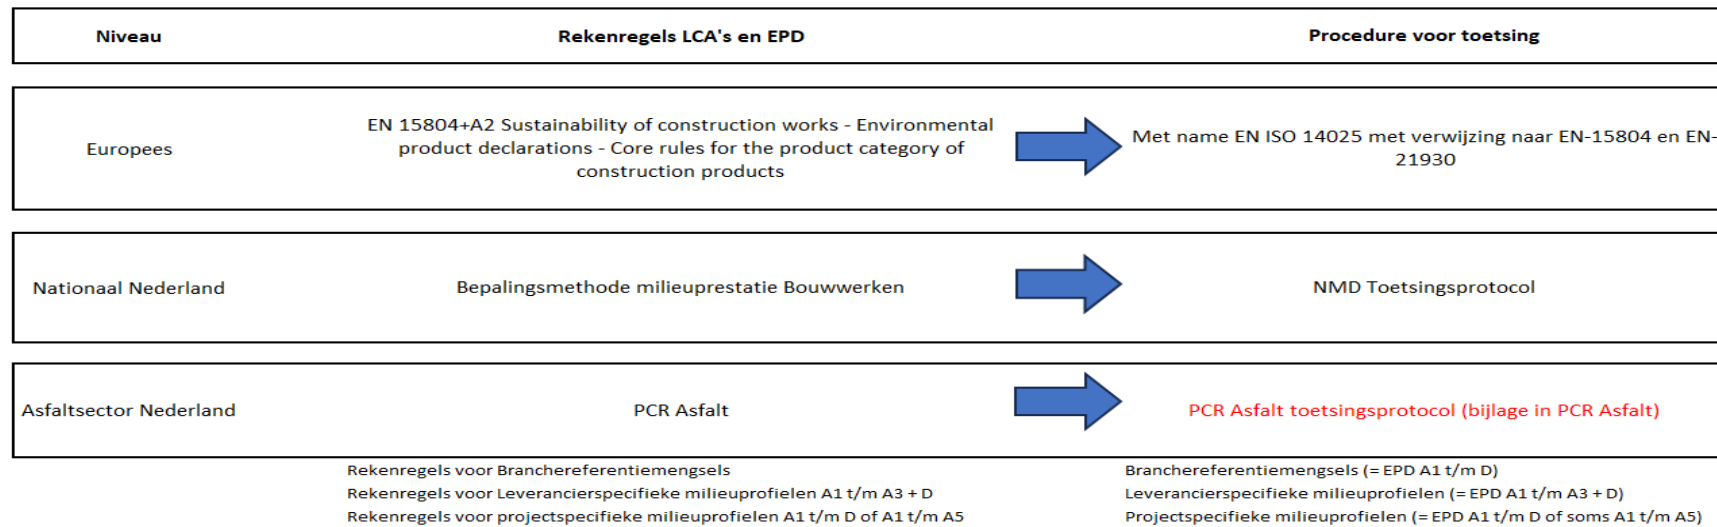 Niveau
Rekenregels LCA's en EPD
Procedure voor toetsing
Europees
EN 15804+A2 Sustainability of construction works - Environmental
product declarations - Core rules for the product category of
construction products
Met name EN ISO 14025 met verwijzing naar EN-15804 en EN-
21930
Nationaal Nederland
Bepalingsmethode milieuprestatie Bouwwerken
NMD Toetsingsprotocol
Asfaltsector Nederland
PCR Asfalt
PCR Asfalt toetsingsprotocol (bijlage in PCR Asfalt)
Rekenregels voor Branchereferentiemengsels
Rekenregels voor Leverancierspecifieke milieuprofielen A1 t/m A3 + D
Rekenregels voor projectspecifieke milieuprofielen A1 t/m D of A1 t/m A5
Branchereferentiemengsels (= EPD A1 t/m D)
Leverancierspecifieke milieuprofielen (= EPD A1 t/m A3 + D)
Projectspecifieke milieuprofielen (= EPD A1 t/m D of soms A1 t/m A5)